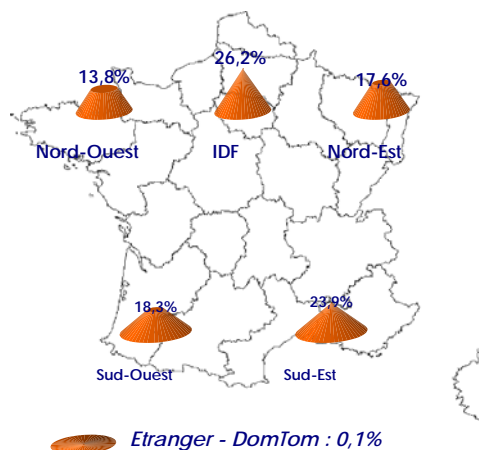 26,2%
13,8%
17,6%
Nord-Ouest
IDF
Nord-Est
18,3%
23,9%
Sud-Ouest
Sud-Est
Etranger - DomTom : 0,1%